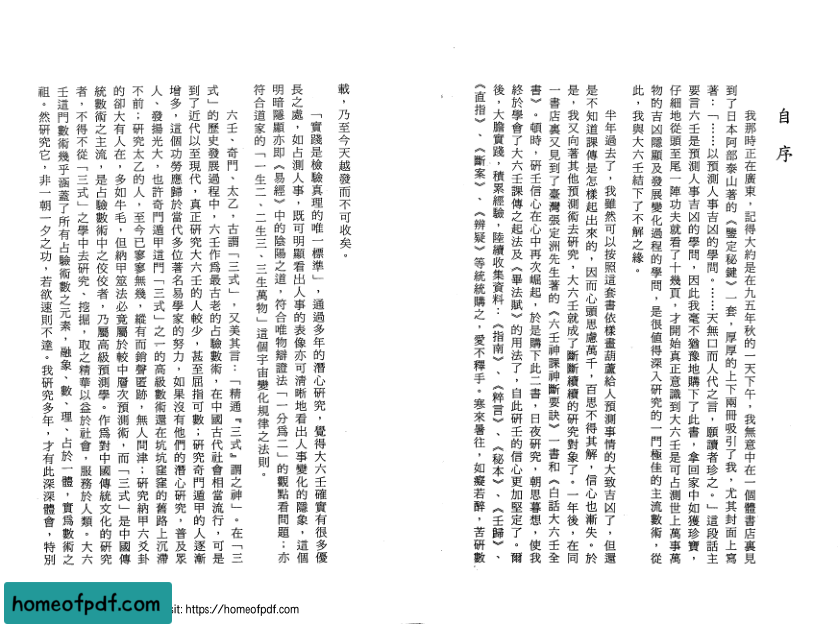 自序
我那時正在廣東，記得大約是在九五年秋的一天下午，我無意中在一個體書店裏見
到了日本阿部泰山著的《鑒定秘鍵》一套，厚厚的上下兩冊吸引了我，尤其封面上寫
著：「……以預測人事吉凶的學問。……天無口而人代之言，願讀者珍之。」這段話主
要言六壬是預測人事吉凶的學問，因此我毫不猶豫地購下了此書，拿回家中如獲珍寶，
仔細地從頭至尾一陣功夫就看了十幾頁，才開始真正意識到大六壬是可占測世上萬事萬
物的吉凶隱顯及發展變化過程的學問，是很值得深入研究的一門極佳的主流數術，從
此，我與大六壬結下了不解之緣。
半年過去了，我雖然可以按照這套書依樣畫葫蘆給人預測事情的大致吉凶了，但還
是不知道課傳是怎樣起出來的，因而心頭思慮萬千，百思不得其解，信心也漸失。於
是，我又向著其他預測術去研究，大六壬就成了斷斷續續的研究對象了。一年後，在同
一書店裏又見到了臺灣張定洲先生著的《六壬神課神斷要訣》一書和《白話大六壬全
書》。頓時，研壬信心在心中再次崛起，於是購下此二書，日夜研究，朝思暮想，使我
終於學會了大六壬課傳之起法及《畢法賦》的用法了，自此研壬的信心更加堅定了。爾
後，大膽實踐，積累經驗，陸續收集資料：《指南》、《粹言》、《秘本》、《壬歸》、
《直指》、《斷案》、《辨疑》等統統購之，愛不釋手。寒來暑往，如癡若醉，苦研數
載，乃至今天越發而不可收矣。
「實踐是檢驗真理的唯一標準」，通過多年的潛心研究，覺得大六壬確實有很多優
長之處，如占測人事，既可明顯看出人事的表像亦可清晰地看出人事變化的隱象，這個
明暗隱顯亦即《易經》中的陰陽之道，符合唯物辯證法「一分爲二」的觀點看問題；亦
符合道家的「一生二、二生三、三生萬物」這個宇宙變化規律之法則。
六壬、奇門、太乙，古謂「三式」，又美其言：「精通『三式』謂之神」。在「三
式」的歷史發展過程中，六壬作爲最古老的占驗數術，在中國古代社會相當流行，可是
到了近代以至現代，真正研究大六壬的人較少，甚至屈指可數；研究奇門遁甲的人逐漸
增多，這個功勞應歸於當代多位著名易學家的努力，如果沒有他們的潛心研究，普及眾
人、發揚光大，也許奇門遁甲這門「三式」之一的高級數術還在坑坑窪窪的舊路上沉滯
不前；研究太乙的人，至今已寥寥無幾，縱有而銷聲匿跡，無人問津；研究納甲六爻卦
的卻大有人在，多如牛毛，但納甲筮法必竟屬於較中層次預測術，而「三式」是中國傳
統數術之主流，是占驗數術中之佼佼者，乃屬高級預測學。作爲對中國傳統文化的研究
者，不得不從「三式」之學中去研究、挖掘，取之精華以益於社會，服務於人類。大六
壬這門數術幾乎涵蓋了所有占驗術數之元素，融象、數、理、占於一體，實爲數術之
祖。然研究它，非一朝一夕之功，若欲速則不達。我研究多年，才有此深深體會，特別
homeofpdf.com
sit: https://homeofpdf.com